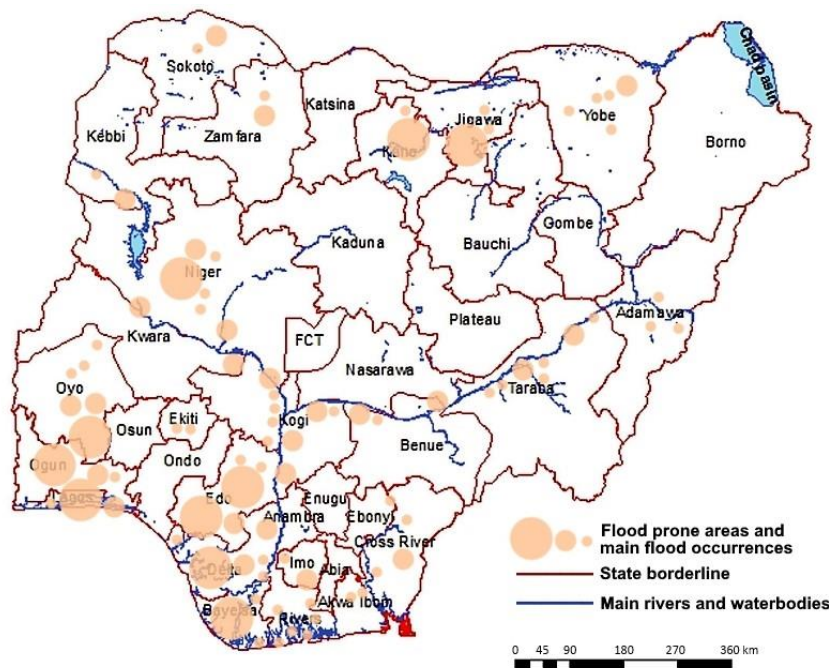 Chad basin
Sokoto
Katsina
Jigawa
Yobe
Kebbi
Zamfara
Kano
Borno
Gombe
Kaduna
Bauchi
Niger
Adamawa
Plateau
Kwara
FCT
Nasarawa
Taraba
Oyo
Kogi
Osun
Ekiti
Benue
Ogun
Ondo
Edo
Enugu
Lagos
Anambra
Ebonyi
Cross River
Delta
Imo
Abia
Bayelsa
Rivers
Akwa Ibom
Flood prone areas and
main flood occurrences
State borderline
Main rivers and waterbodies
0 45 90 180 270 360 km